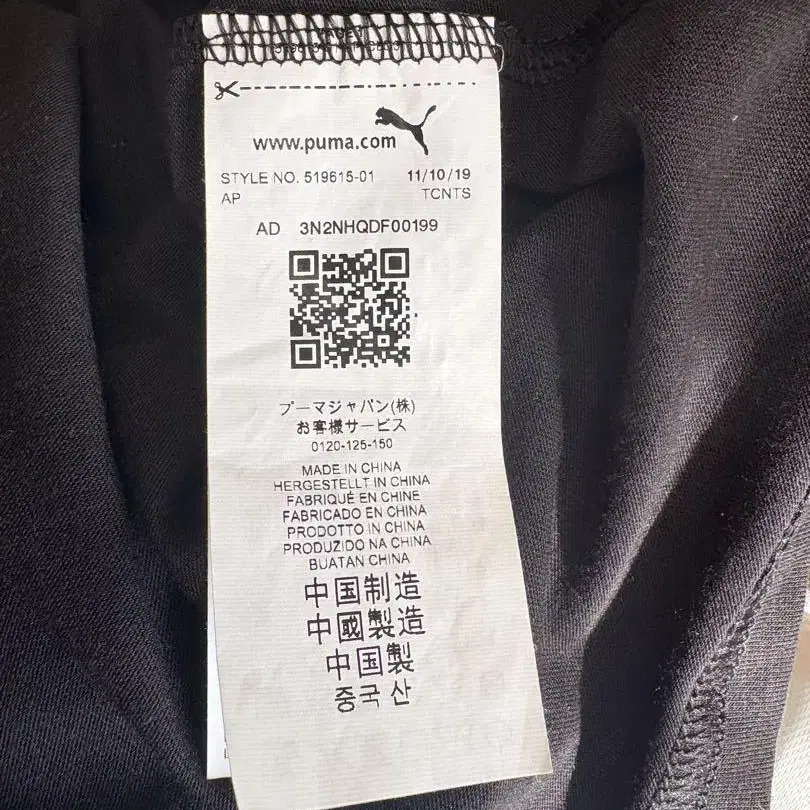 www.puma.com
STYLE NO. 519615-01 11/10/19
AP TCNTS
AD 3N2NHQDF00199
プーマジャパン(株)
お客様サービス
0120-125-150
MADE IN CHINA
HERGESTELLT IN CHINA
FABRIQUÉ EN CHINE
FABRICADO EN CHINA
PRODOTTO IN CHINA
PRODUZIDO NA CHINA
BUATAN CHINA
中国制造
中國製造
中国製
중국산